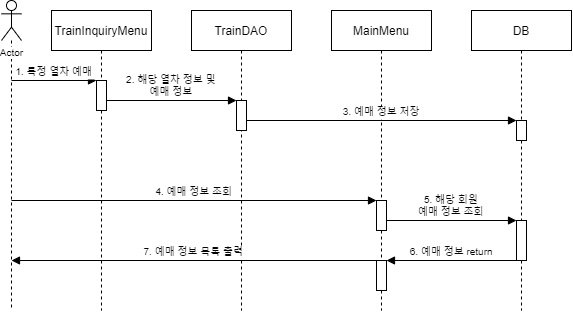 TrainInquiryMenu
TrainDAO
MainMenu
DB
Actor
1. 특정 열차 예매
2. 해당 열차 정보 및
예매 정보
3. 예매 정보 저장
4. 예매 정보 조회
5. 해당 회원
예매 정보 조회
6. 예매 정보 return
7. 예매 정보 목록 출력